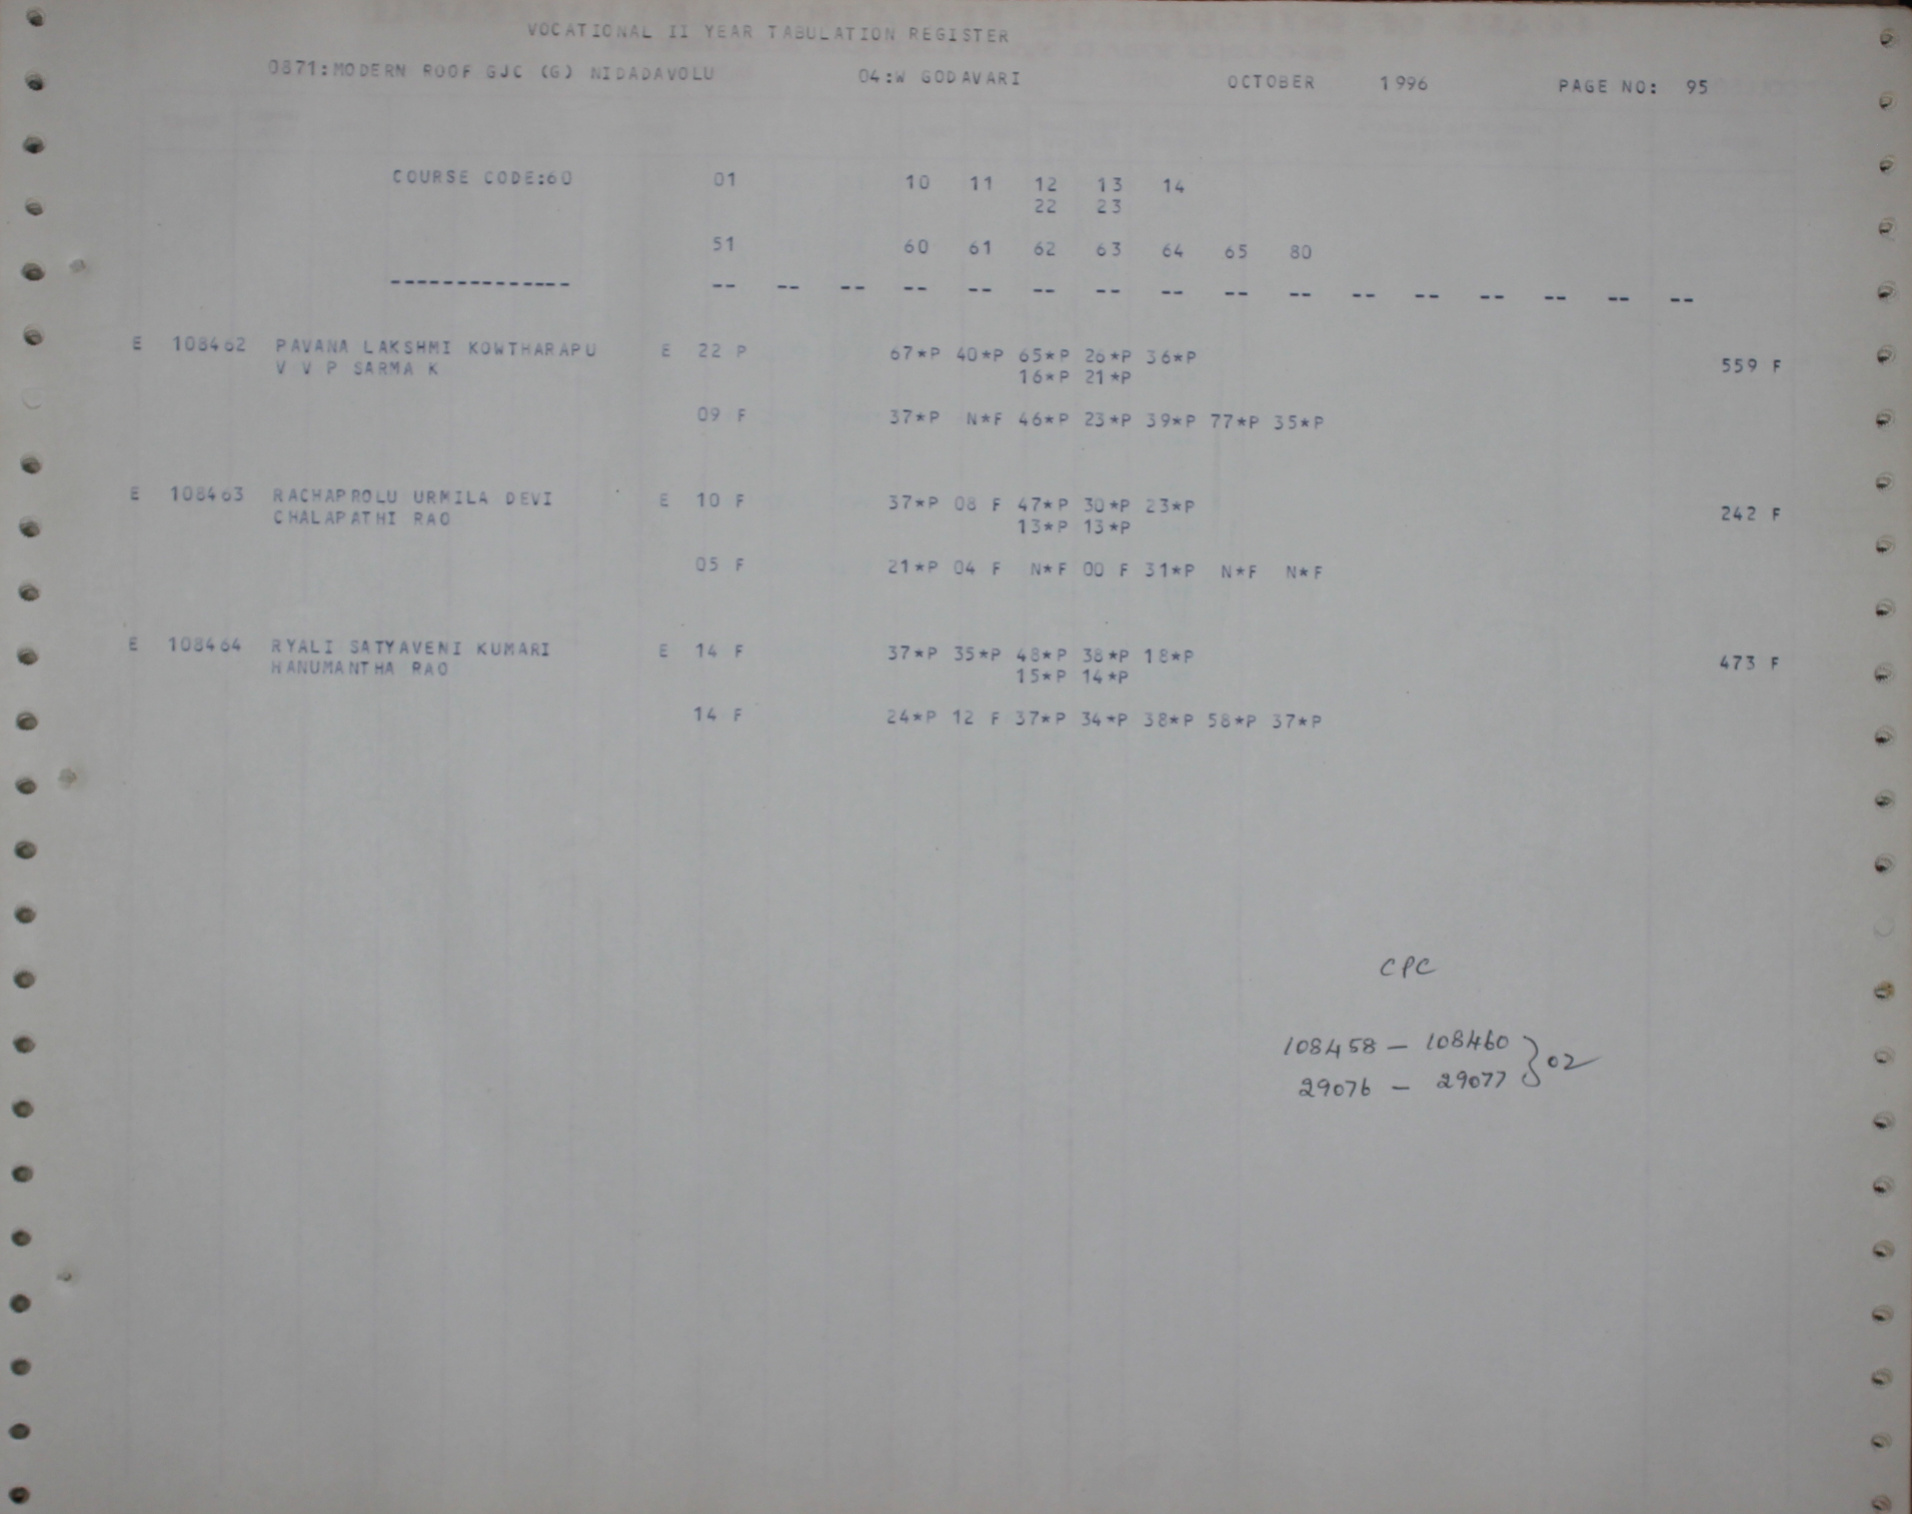 VOCATIONAL II YEAR TABULATION REGISTER
0871:MODERN ROOF GJC (G) NIDADAVOLU 04:W GODAVARI OCTOBER 1996 PAGE NO: 95
COURSE CODE:60 01 10 11 12 13 14
22 23
51 60 61 62 63 64 65 80
-------------- -- -- -- -- -- -- -- -- -- -- -- -- -- -- -- --
E 108462 PAVANA LAKSHMI KOWTHARAPU E 22 P 67*P 40*P 65*P 26*P 36*P 559 F
V V P SARMA K 16*P 21*P
09 F 37*P N*F 46*P 23*P 39*P 77*P 35*P
E 108463 RACHAPROLU URMILA DEVI E 10 F 37*P 08 F 47*P 30*P 23*P 242 F
CHALAPATHI RAO 13*P 13*P
05 F 21*P 04 F N*F 00 F 31*P N*F N*F
E 108464 RYALI SATYAVENI KUMARI E 14 F 37*P 35*P 48*P 38*P 18*P 473 F
HANUMANTHA RAO 15*P 14*P
14 F 24*P 12 F 37*P 34*P 38*P 58*P 37*P
CPC
108458 - 108460
29076 - 29077 } 02